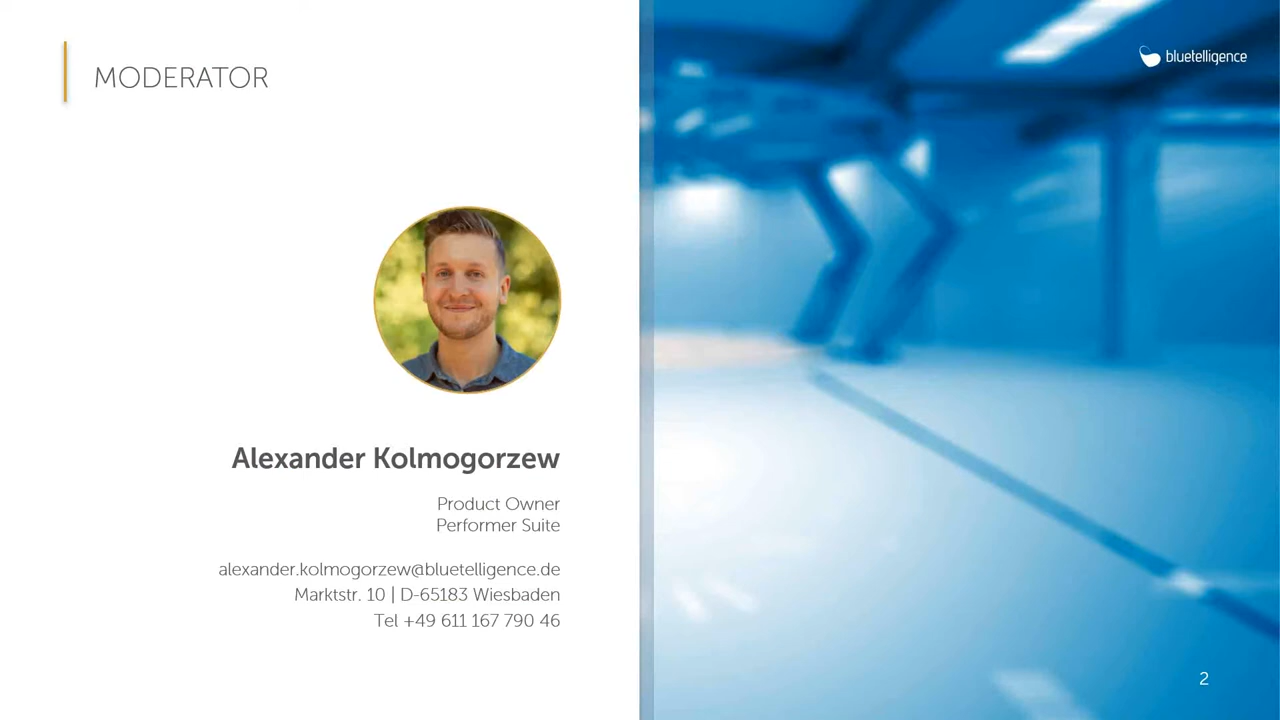 MODERATOR
bluetelligence
Alexander Kolmogorzew
Product Owner
Performer Suite
alexander.kolmogorzew@bluetelligence.de
Marktstr. 10 | D-65183 Wiesbaden
Tel +49 611 167 790 46
2